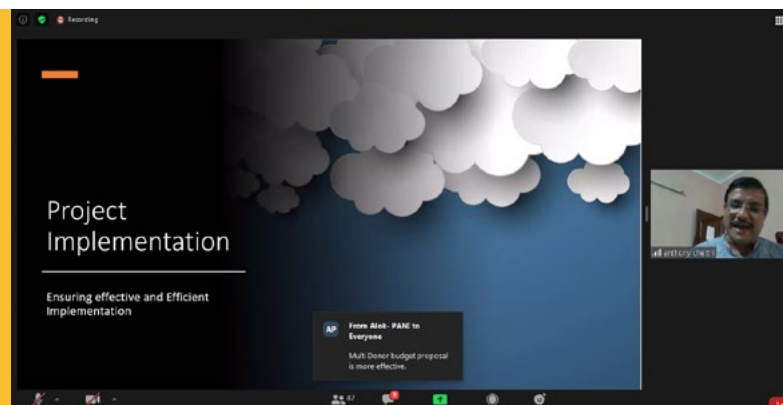 Recording
Project
Implementation
Ensuring effective and Efficient
Implementation
AP
From Alok- PANI to
Everyone
Multi Donor budget proposal
is more effective.
anthony
47